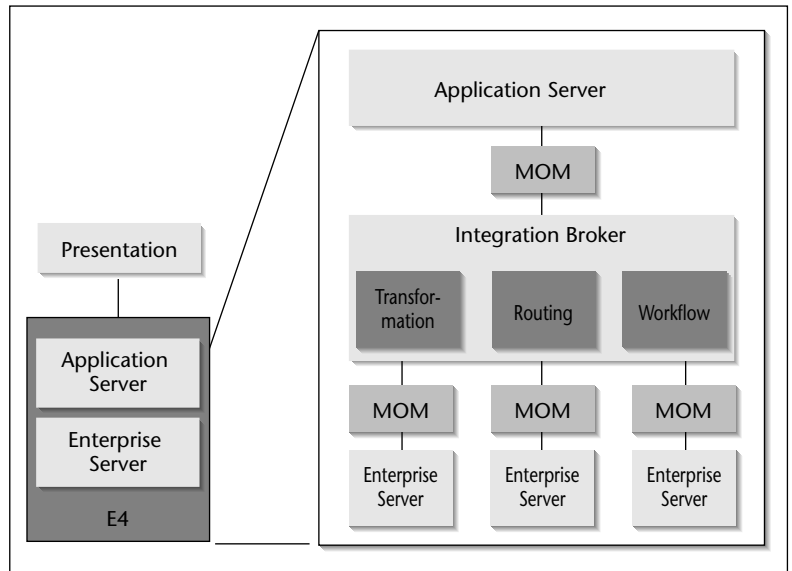 Presentation
Application
Server
Enterprise
Server
E4
Application Server
MOM
Integration Broker
Transfor-
mation
Routing
Workflow
MOM
MOM
MOM
Enterprise
Server
Enterprise
Server
Enterprise
Server